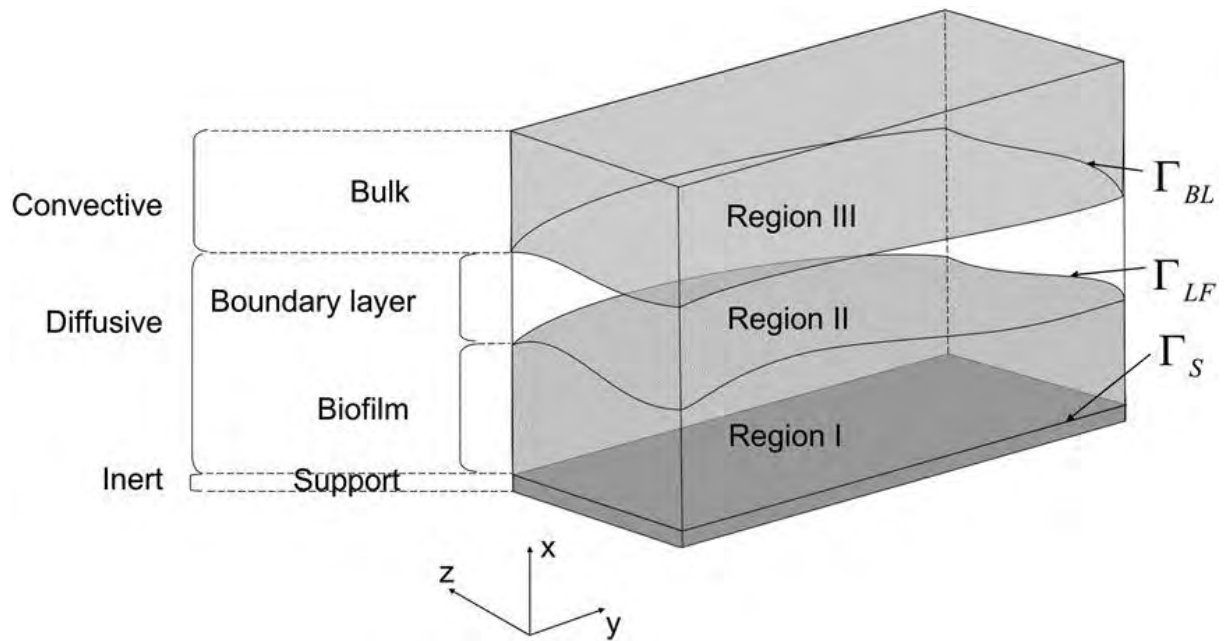 Convective
Bulk
Region III
Γ_BL
Diffusive
Boundary layer
Region II
Γ_LF
Biofilm
Region I
Γ_S
Inert
Support
x
z
y